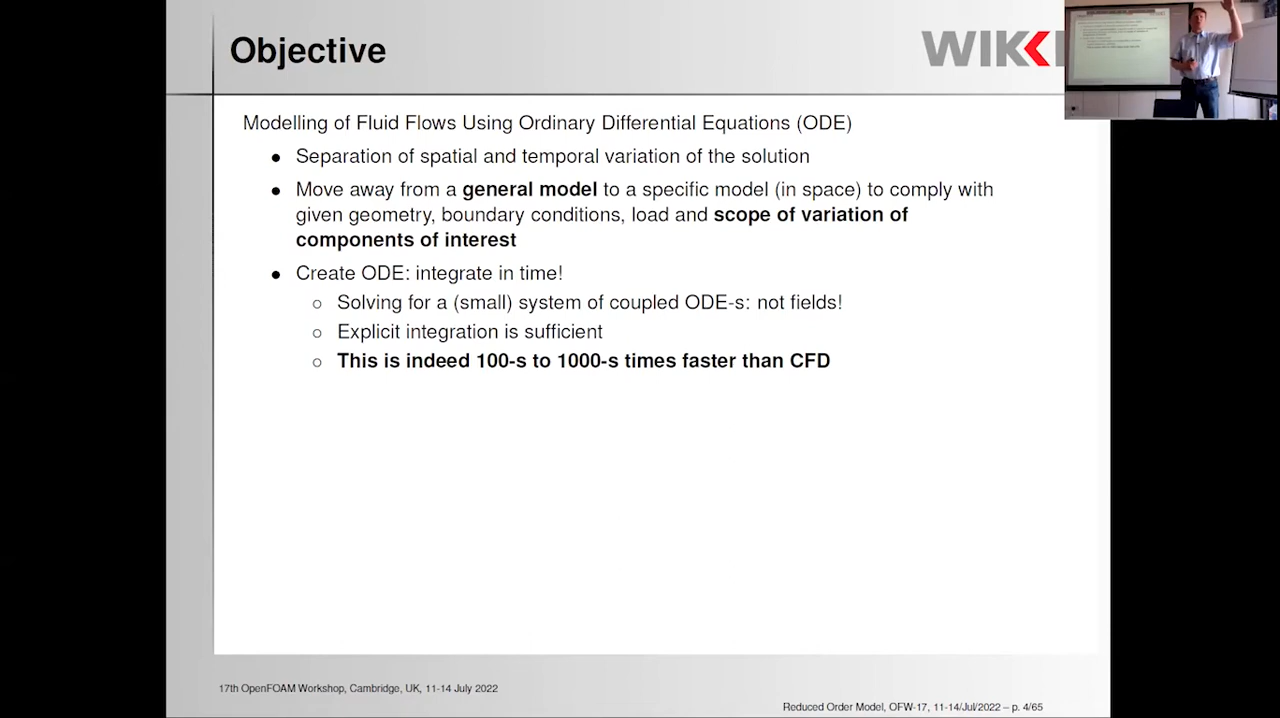 Objective
WIKK
Modelling of Fluid Flows Using Ordinary Differential Equations (ODE)
• Separation of spatial and temporal variation of the solution
• Move away from a general model to a specific model (in space) to comply with
given geometry, boundary conditions, load and scope of variation of
components of interest
• Create ODE: integrate in time!
○ Solving for a (small) system of coupled ODE-s: not fields!
○ Explicit integration is sufficient
○ This is indeed 100-s to 1000-s times faster than CFD
17th OpenFOAM Workshop, Cambridge, UK, 11-14 July 2022
Reduced Order Model, OFW-17, 11-14/Jul/2022 – p. 4/65